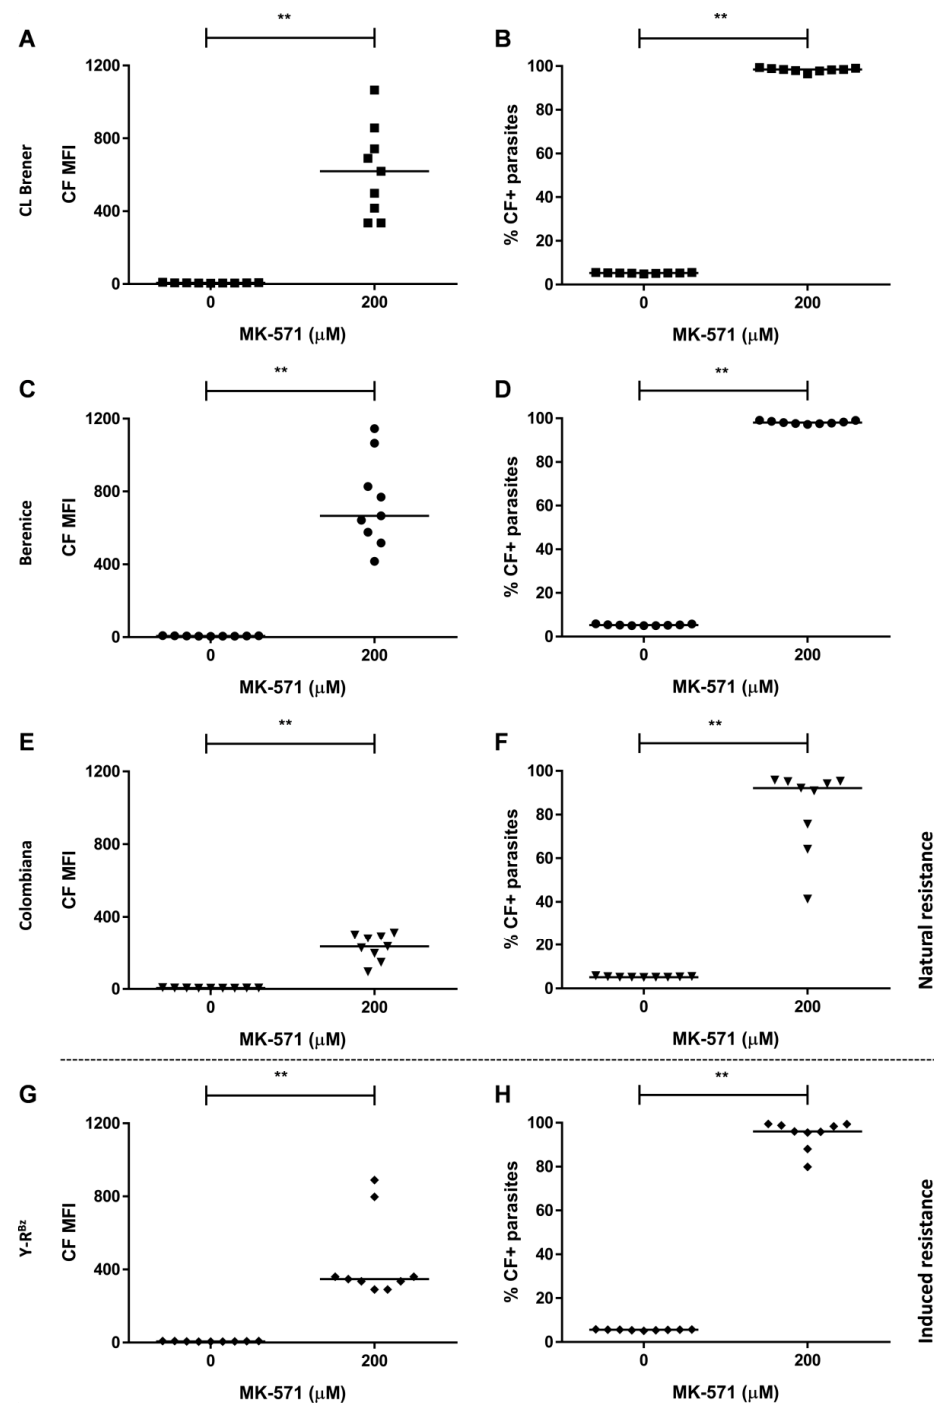 A
**
CL Brener
CF MFI
1200
800
400
0
0
200
MK-571 (μM)
B
**
% CF+ parasites
100
80
60
40
20
0
0
200
MK-571 (μM)
C
**
Berenice
CF MFI
1200
800
400
0
0
200
MK-571 (μM)
D
**
% CF+ parasites
100
80
60
40
20
0
0
200
MK-571 (μM)
E
**
Colombiana
CF MFI
1200
800
400
0
0
200
MK-571 (μM)
F
**
% CF+ parasites
100
80
60
40
20
0
0
200
MK-571 (μM)
Natural resistance
G
**
Y-R^Bz
CF MFI
1200
800
400
0
0
200
MK-571 (μM)
H
**
% CF+ parasites
100
80
60
40
20
0
0
200
MK-571 (μM)
Induced resistance